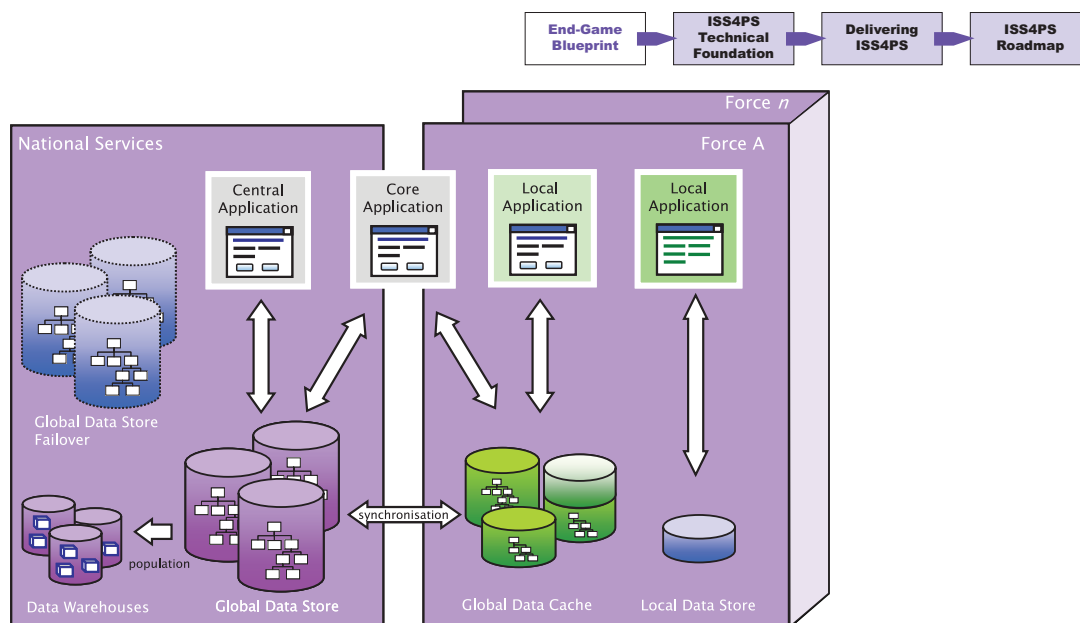 End-Game
Blueprint
ISS4PS
Technical
Foundation
Delivering
ISS4PS
ISS4PS
Roadmap
Force n
National Services
Force A
Central
Application
Core
Application
Local
Application
Local
Application
Global Data Store
Failover
synchronisation
population
Data Warehouses
Global Data Store
Global Data Cache
Local Data Store